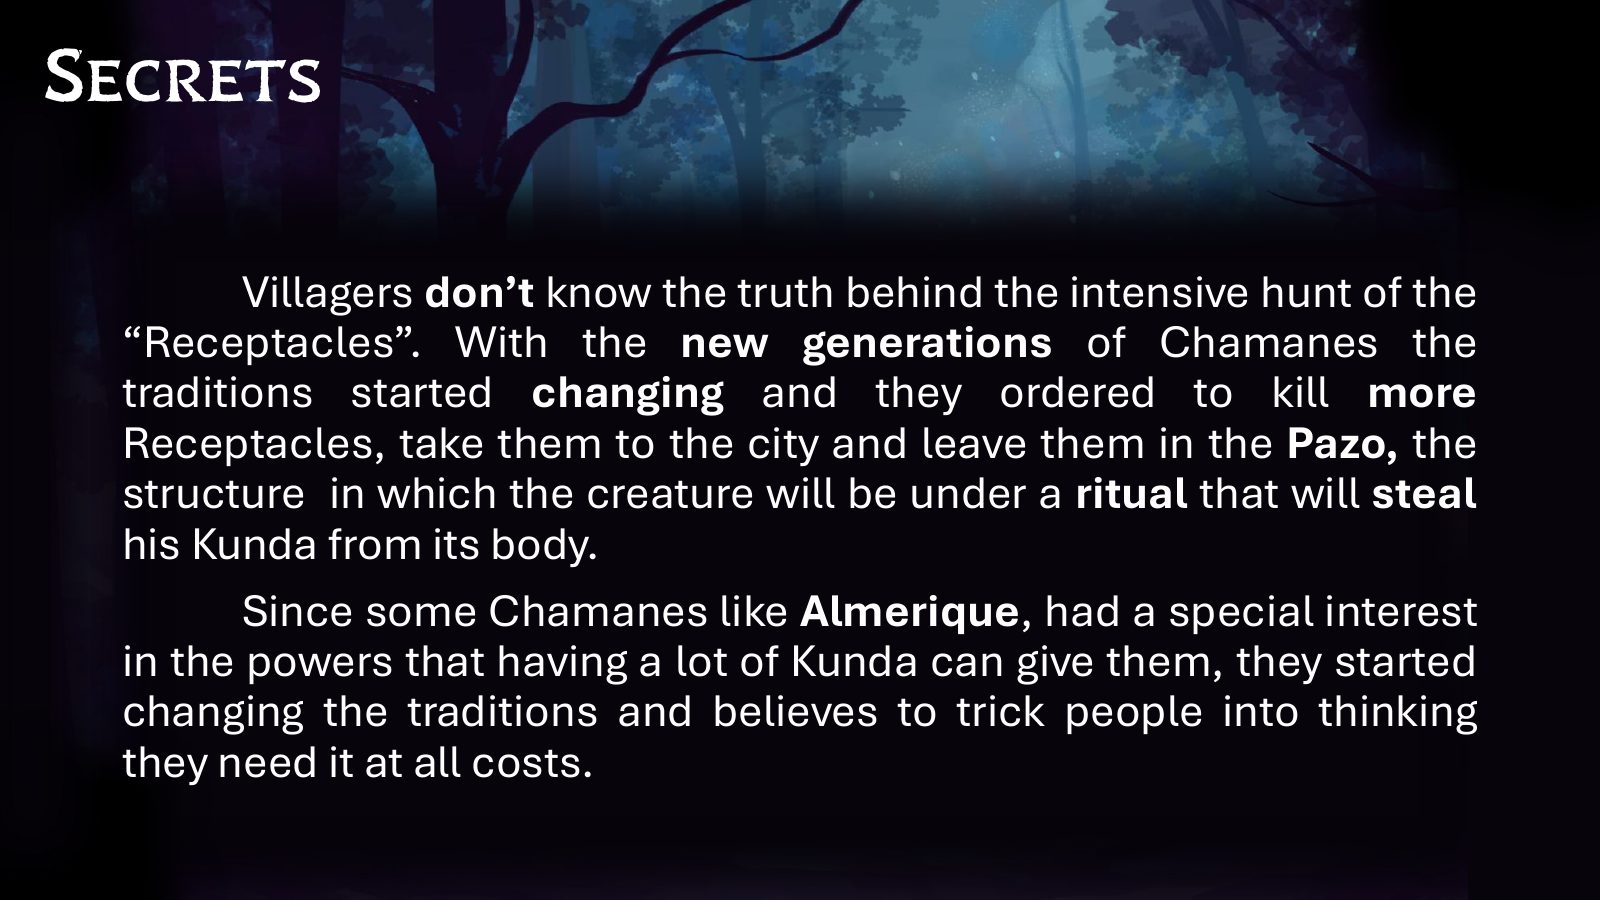 SECRETS
Villagers don’t know the truth behind the intensive hunt of the
“Receptacles”. With the new generations of Chamanes the
traditions started changing and they ordered to kill more
Receptacles, take them to the city and leave them in the Pazo, the
structure  in which the creature will be under a ritual that will steal
his Kunda from its body.
Since some Chamanes like Almerique, had a special interest
in the powers that having a lot of Kunda can give them, they started
changing the traditions and believes to trick people into thinking
they need it at all costs.